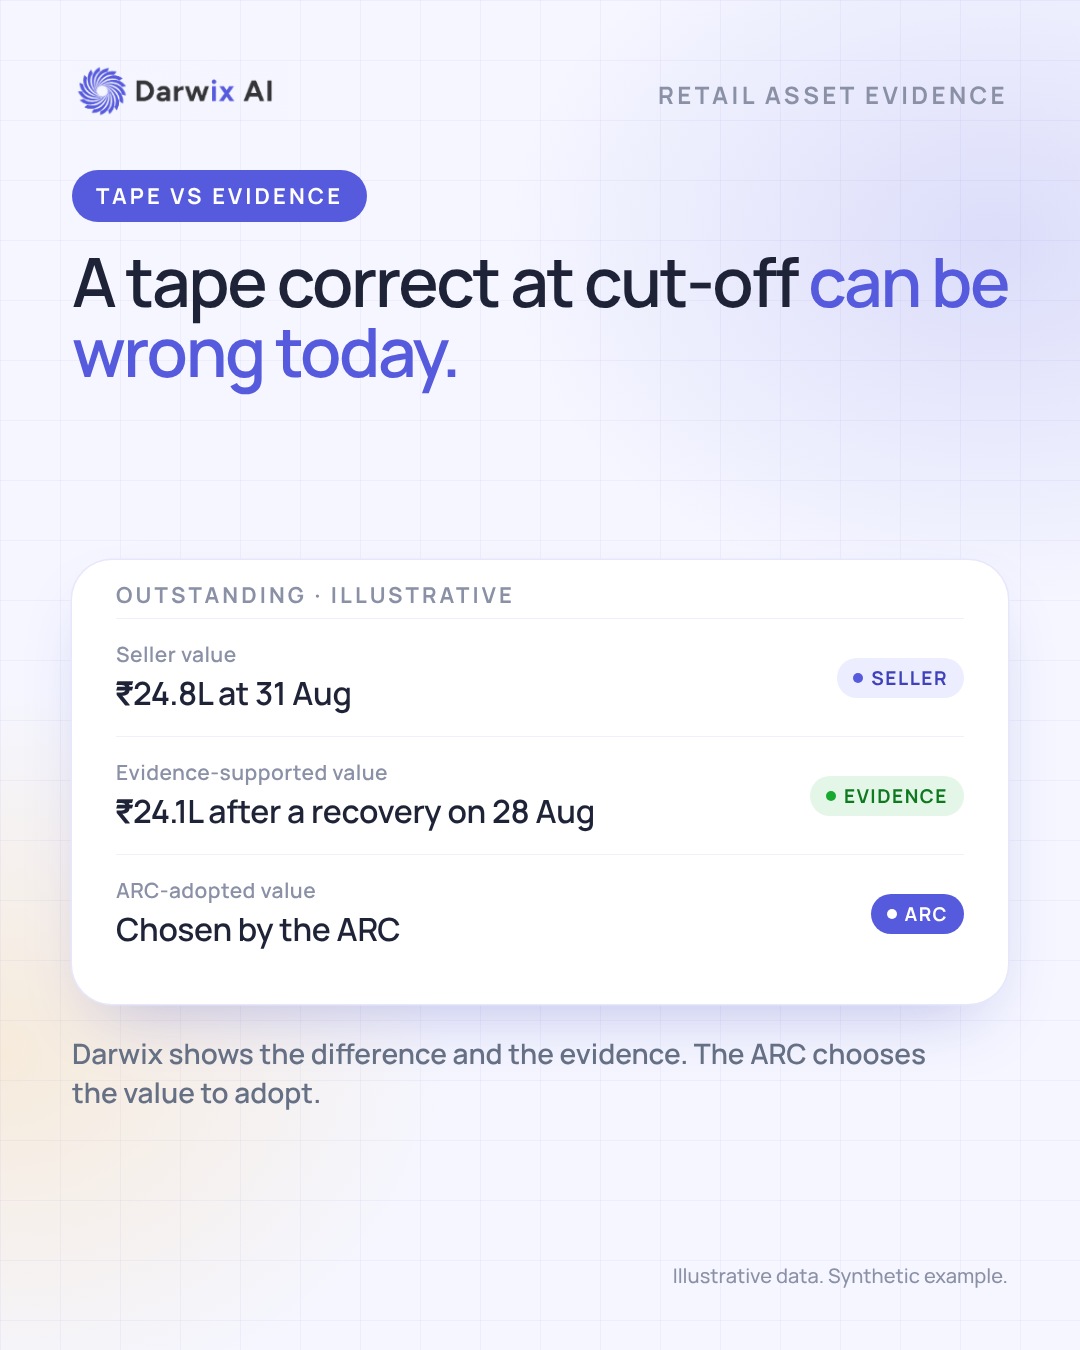 Darwix AI
RETAIL ASSET EVIDENCE
TAPE VS EVIDENCE
A tape correct at cut-off can be
wrong today.
OUTSTANDING · ILLUSTRATIVE
Seller value
₹24.8L at 31 Aug
SELLER
Evidence-supported value
₹24.1L after a recovery on 28 Aug
EVIDENCE
ARC-adopted value
Chosen by the ARC
ARC
Darwix shows the difference and the evidence. The ARC chooses
the value to adopt.
Illustrative data. Synthetic example.